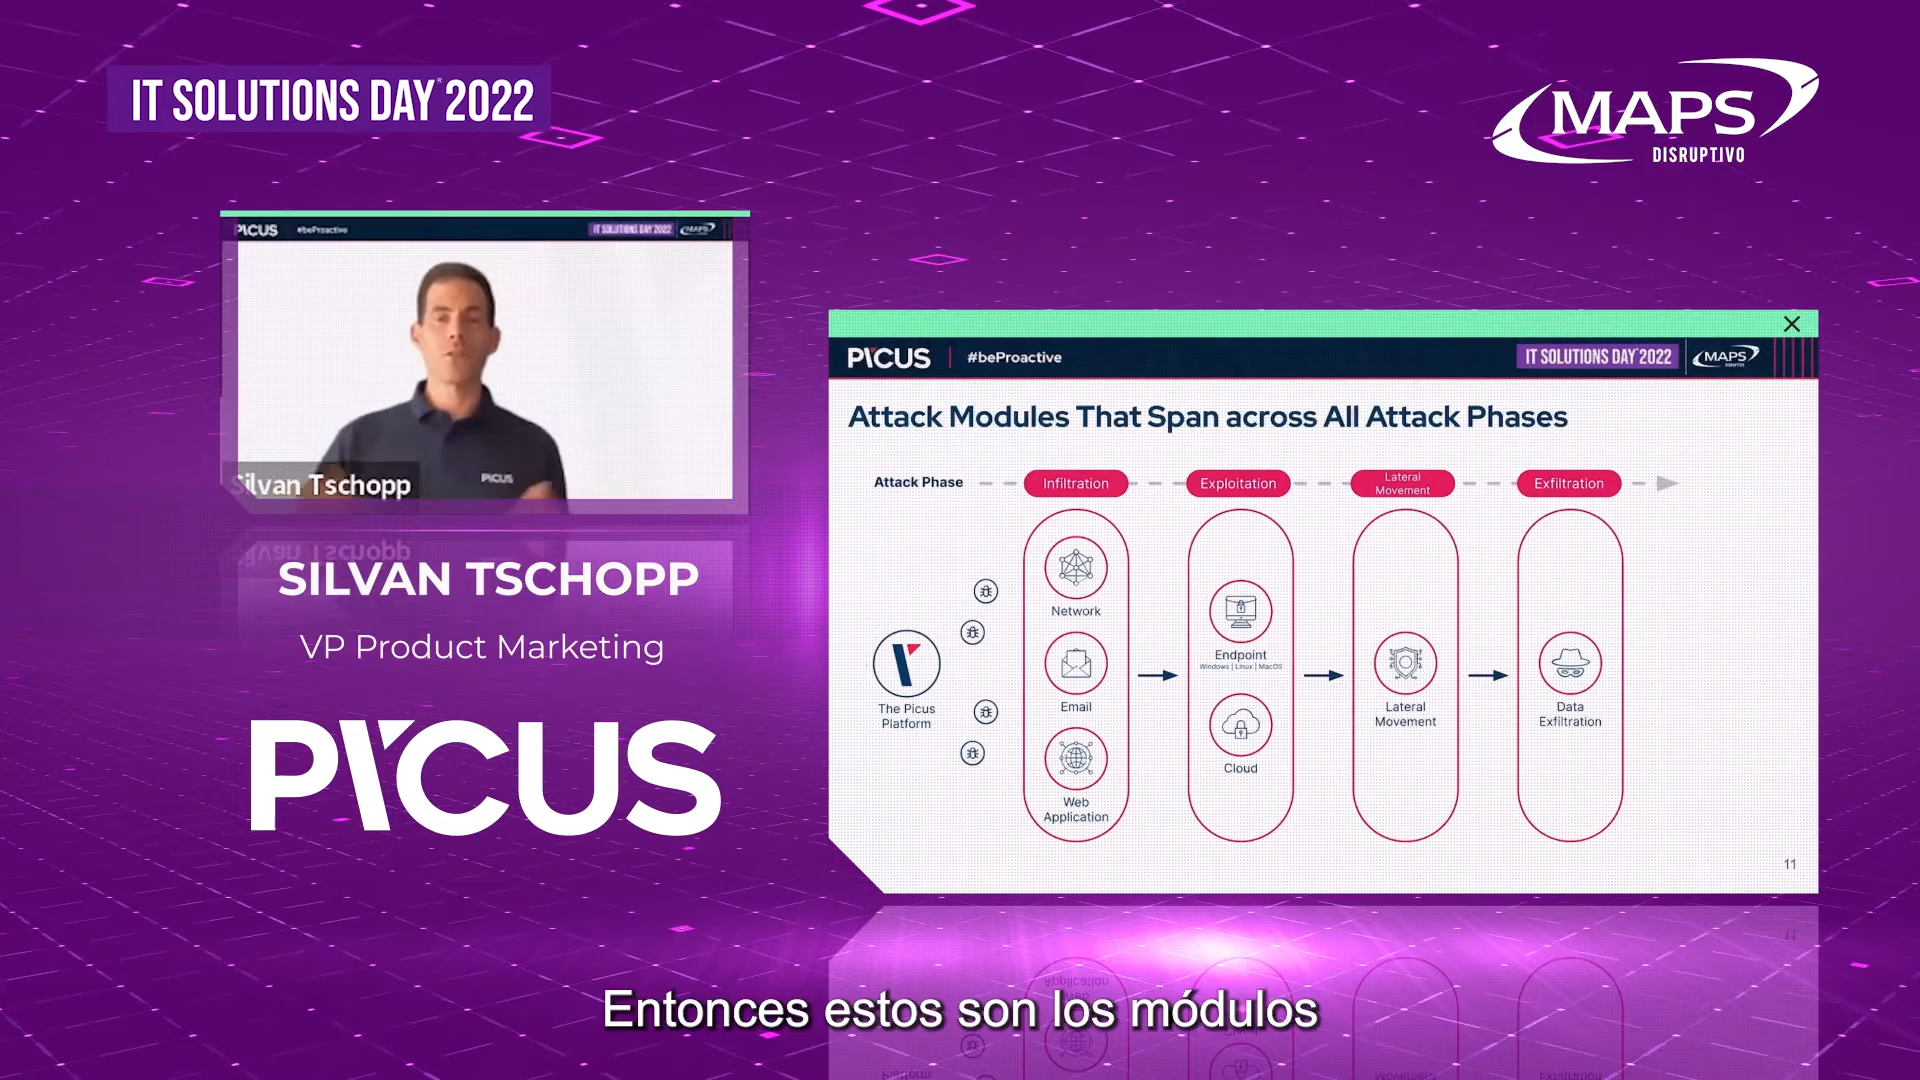 IT SOLUTIONS DAY® 2022
MAPS
DISRUPTIVO
PICUS
#beProactive
IT SOLUTIONS DAY 2022
MAPS
PICUS
Silvan Tschopp
SILVAN TSCHOPP
VP Product Marketing
PICUS
PICUS
#beProactive
IT SOLUTIONS DAY 2022
MAPS
DISRUPTIVO
Attack Modules That Span across All Attack Phases
Attack Phase
Infiltration
Exploitation
Lateral
Movement
Exfiltration
The Picus
Platform
Network
Email
Web
Application
Endpoint
Windows | Linux | MacOS
Cloud
Lateral
Movement
Data
Exfiltration
11
Entonces estos son los módulos